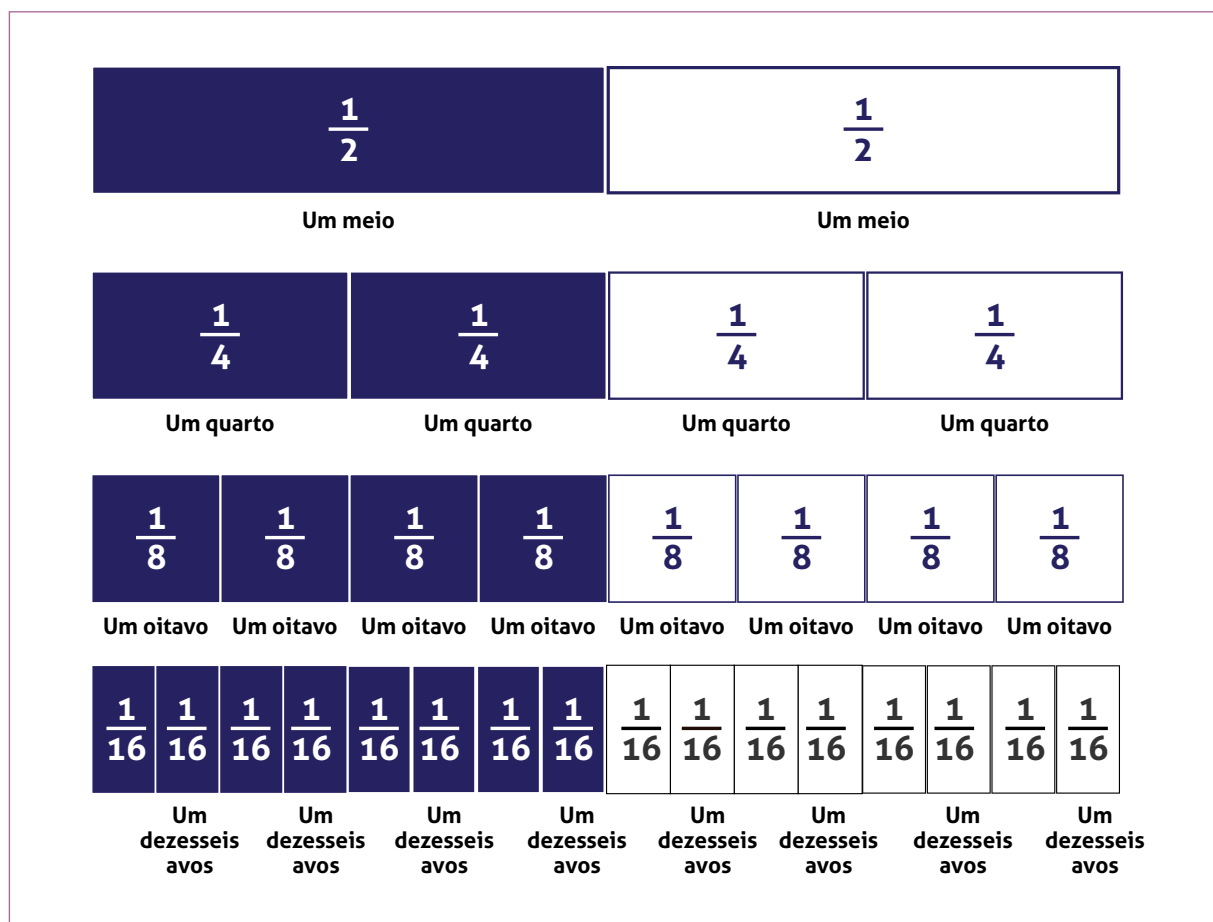 1/2 1/2
Um meio Um meio
1/4 1/4 1/4 1/4
Um quarto Um quarto Um quarto Um quarto
1/8 1/8 1/8 1/8 1/8 1/8 1/8 1/8
Um oitavo Um oitavo Um oitavo Um oitavo Um oitavo Um oitavo Um oitavo Um oitavo
1/16 1/16 1/16 1/16 1/16 1/16 1/16 1/16 1/16 1/16 1/16 1/16 1/16 1/16 1/16 1/16
Um Um Um Um Um Um Um Um
dezesseis dezesseis dezesseis dezesseis dezesseis dezesseis dezesseis dezesseis
avos avos avos avos avos avos avos avos